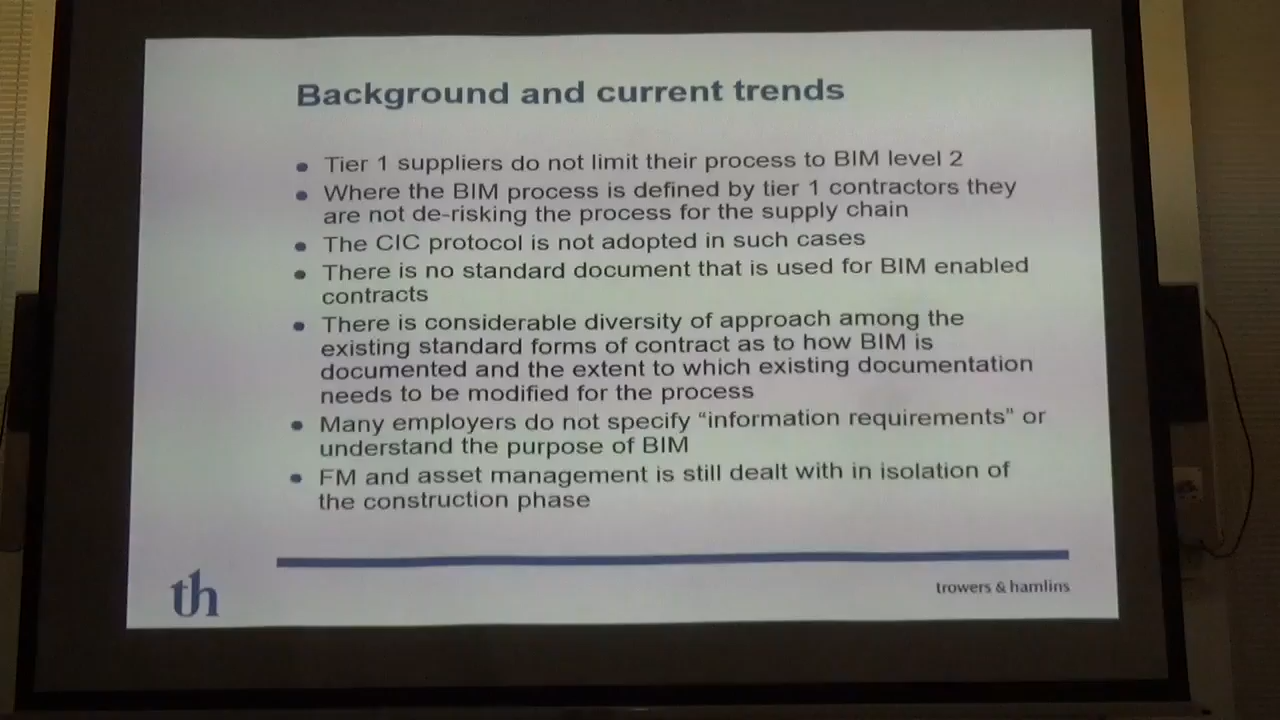 Background and current trends
• Tier 1 suppliers do not limit their process to BIM level 2
• Where the BIM process is defined by tier 1 contractors they
are not de-risking the process for the supply chain
• The CIC protocol is not adopted in such cases
• There is no standard document that is used for BIM enabled
contracts
• There is considerable diversity of approach among the
existing standard forms of contract as to how BIM is
documented and the extent to which existing documentation
needs to be modified for the process
• Many employers do not specify “information requirements” or
understand the purpose of BIM
• FM and asset management is still dealt with in isolation of
the construction phase
th
trowers & hamlins